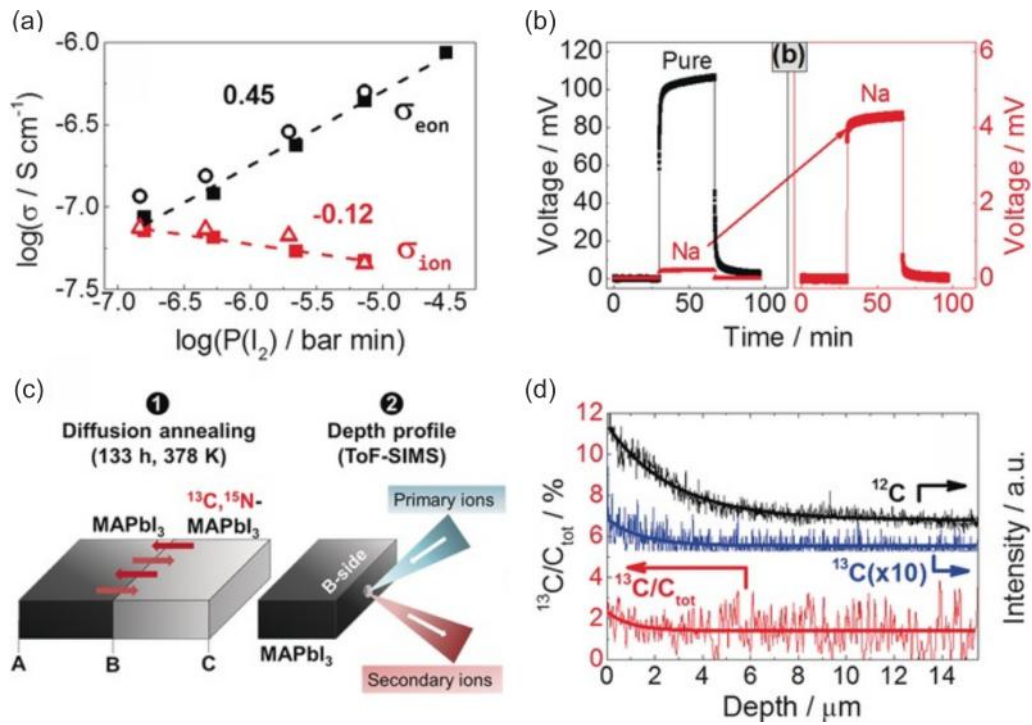 (a)
-6.0
-6.5
-7.0
-7.5
log(σ / S cm⁻¹)
0.45
σeon
-0.12
σion
-7.0 -6.5 -6.0 -5.5 -5.0 -4.5
log(P(I₂) / bar min)
(b)
120
100
80
60
40
20
0
Voltage / mV
Pure
(b)
Na
Na
6
4
2
0
Voltage / mV
0 50 100 0 50 100
Time / min
(c)
1
Diffusion annealing
(133 h, 378 K)
¹³C,¹⁵N-
MAPbI₃ MAPbI₃
A B C
2
Depth profile
(ToF-SIMS)
Primary ions
B-side
MAPbI₃
Secondary ions
(d)
12
10
8
6
4
2
0
¹³C/Ctot / %
¹²C
¹³C(x10)
¹³C/Ctot
Intensity / a.u.
0 2 4 6 8 10 12 14
Depth / μm